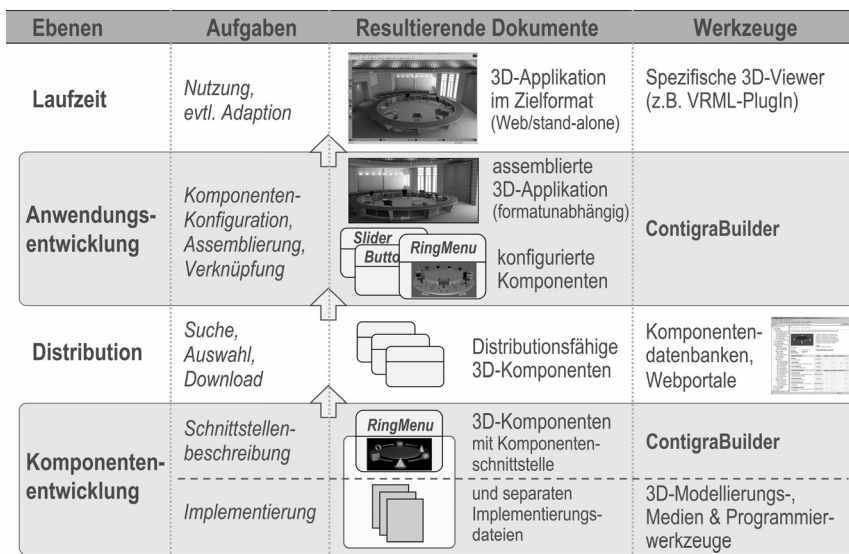 Ebenen
Aufgaben
Resultierende Dokumente
Werkzeuge
Laufzeit
Nutzung,
evtl. Adaption
3D-Applikation
im Zielformat
(Web/stand-alone)
Spezifische 3D-Viewer
(z.B. VRML-PlugIn)
Anwendungs-
entwicklung
Komponenten-
Konfiguration,
Assemblierung,
Verknüpfung
assemblierte
3D-Applikation
(formatunabhängig)
Slider
Butto
RingMenu
konfigurierte
Komponenten
ContigraBuilder
Distribution
Suche,
Auswahl,
Download
Distributionsfähige
3D-Komponenten
Komponenten-
datenbanken,
Webportale
Komponenten-
entwicklung
Schnittstellen-
beschreibung
RingMenu
3D-Komponenten
mit Komponenten-
schnittstelle
ContigraBuilder
Implementierung
und separaten
Implementierungs-
dateien
3D-Modellierungs-,
Medien & Programmier-
werkzeuge